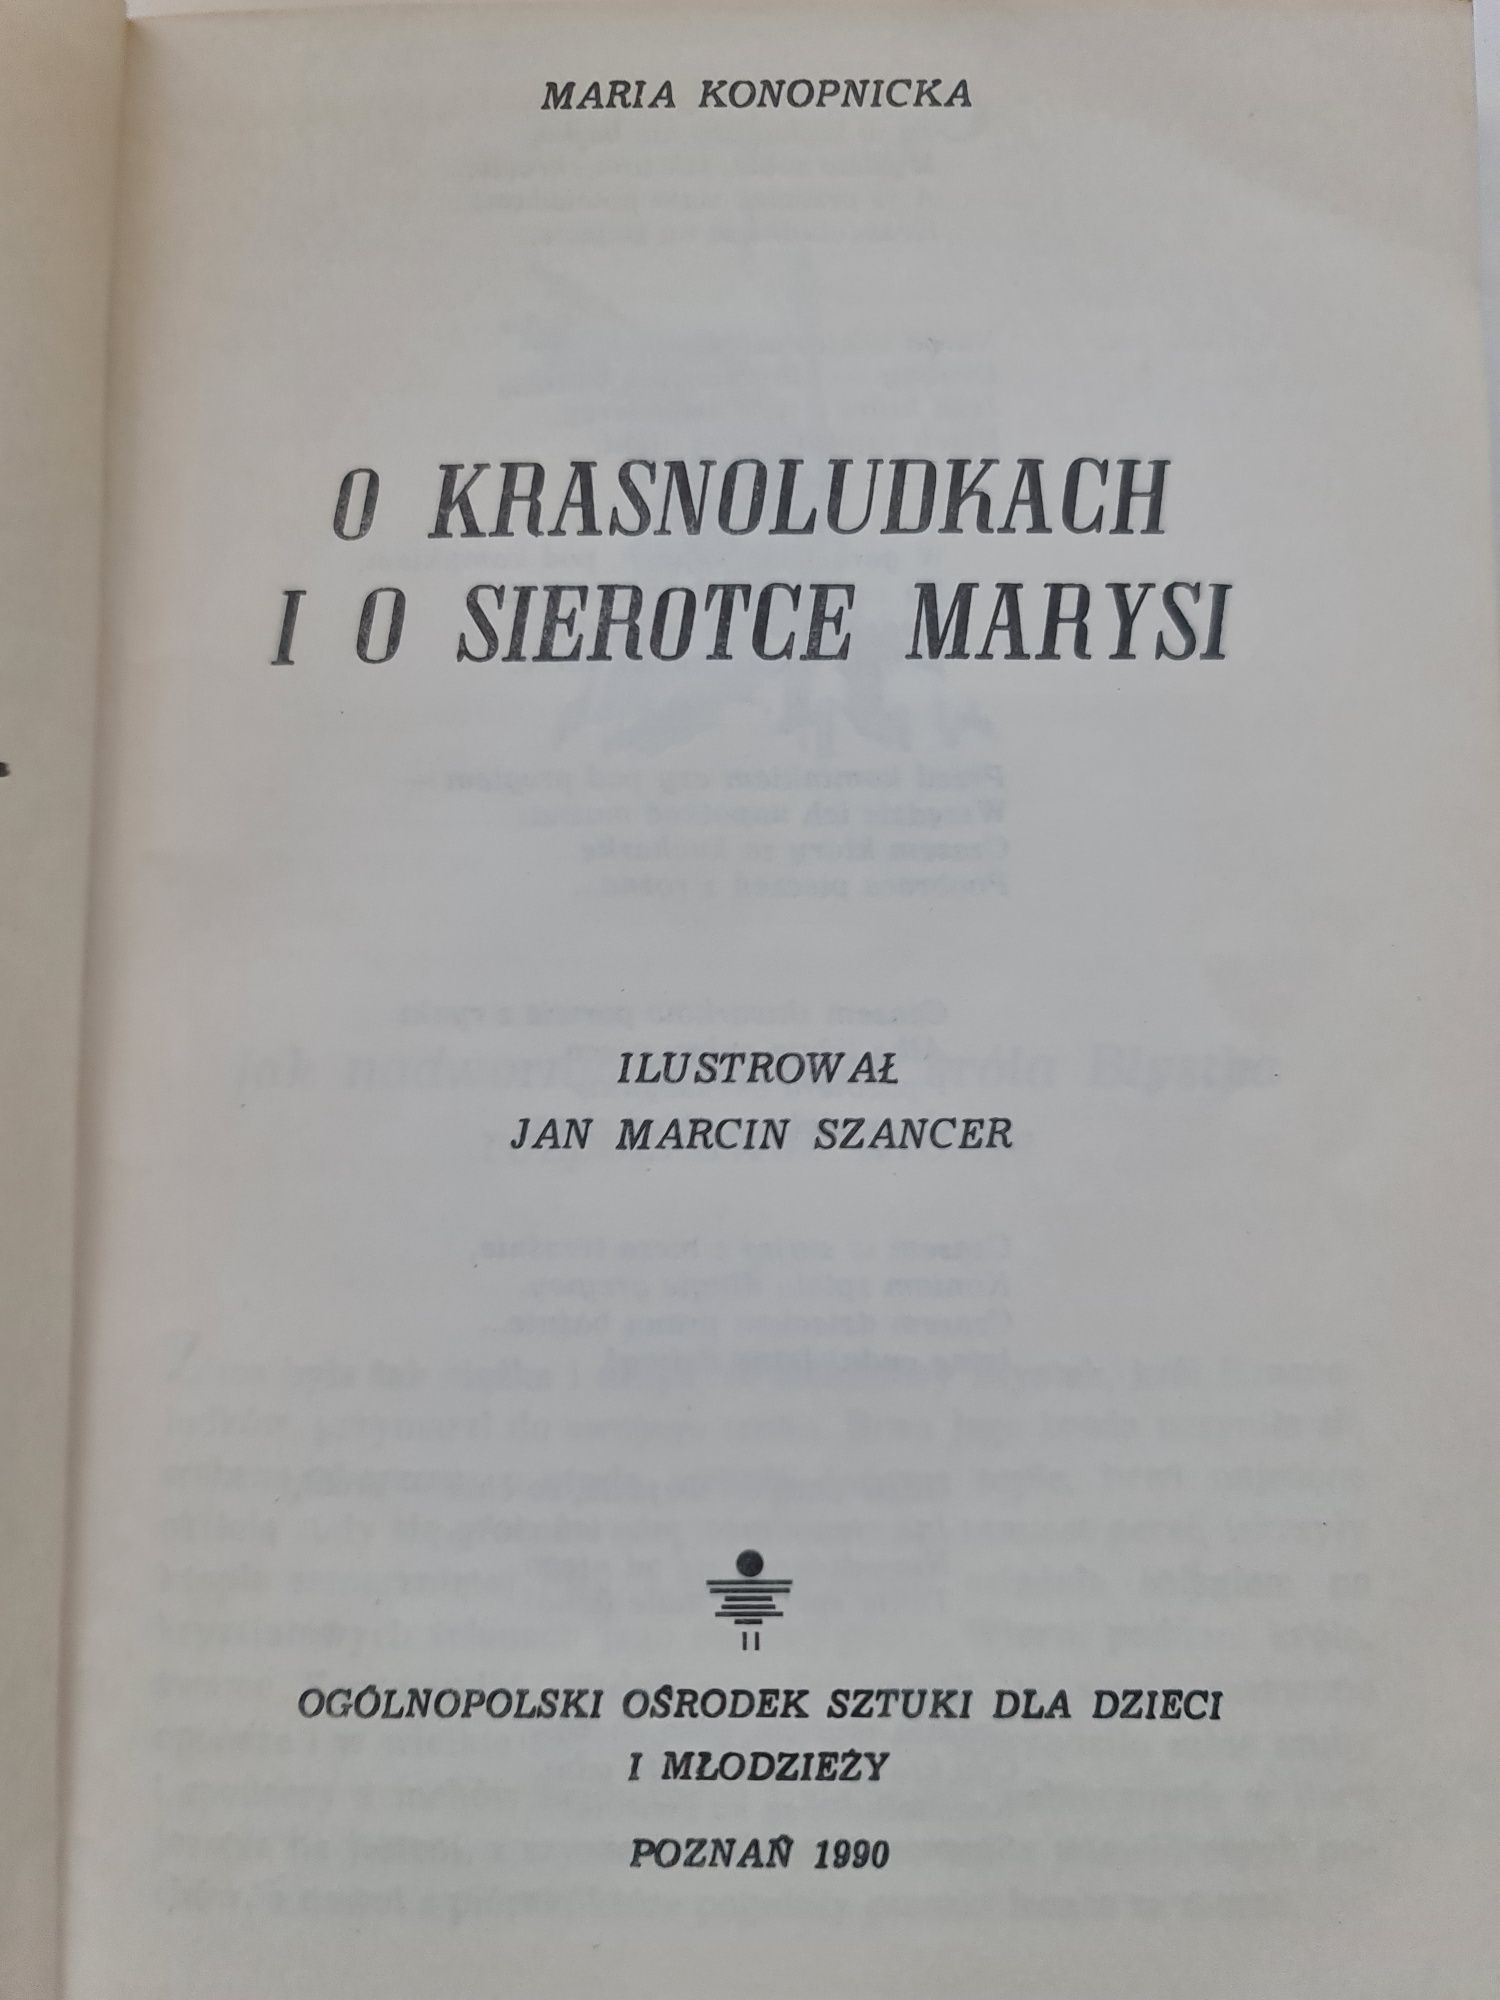 MARIA KONOPNICKA
O KRASNOLUDKACH
I O SIEROTCE MARYSI
ILUSTROWAŁ
JAN MARCIN SZANCER
OGÓLNOPOLSKI OŚRODEK SZTUKI DLA DZIECI
I MŁODZIEŻY
POZNAŃ 1990